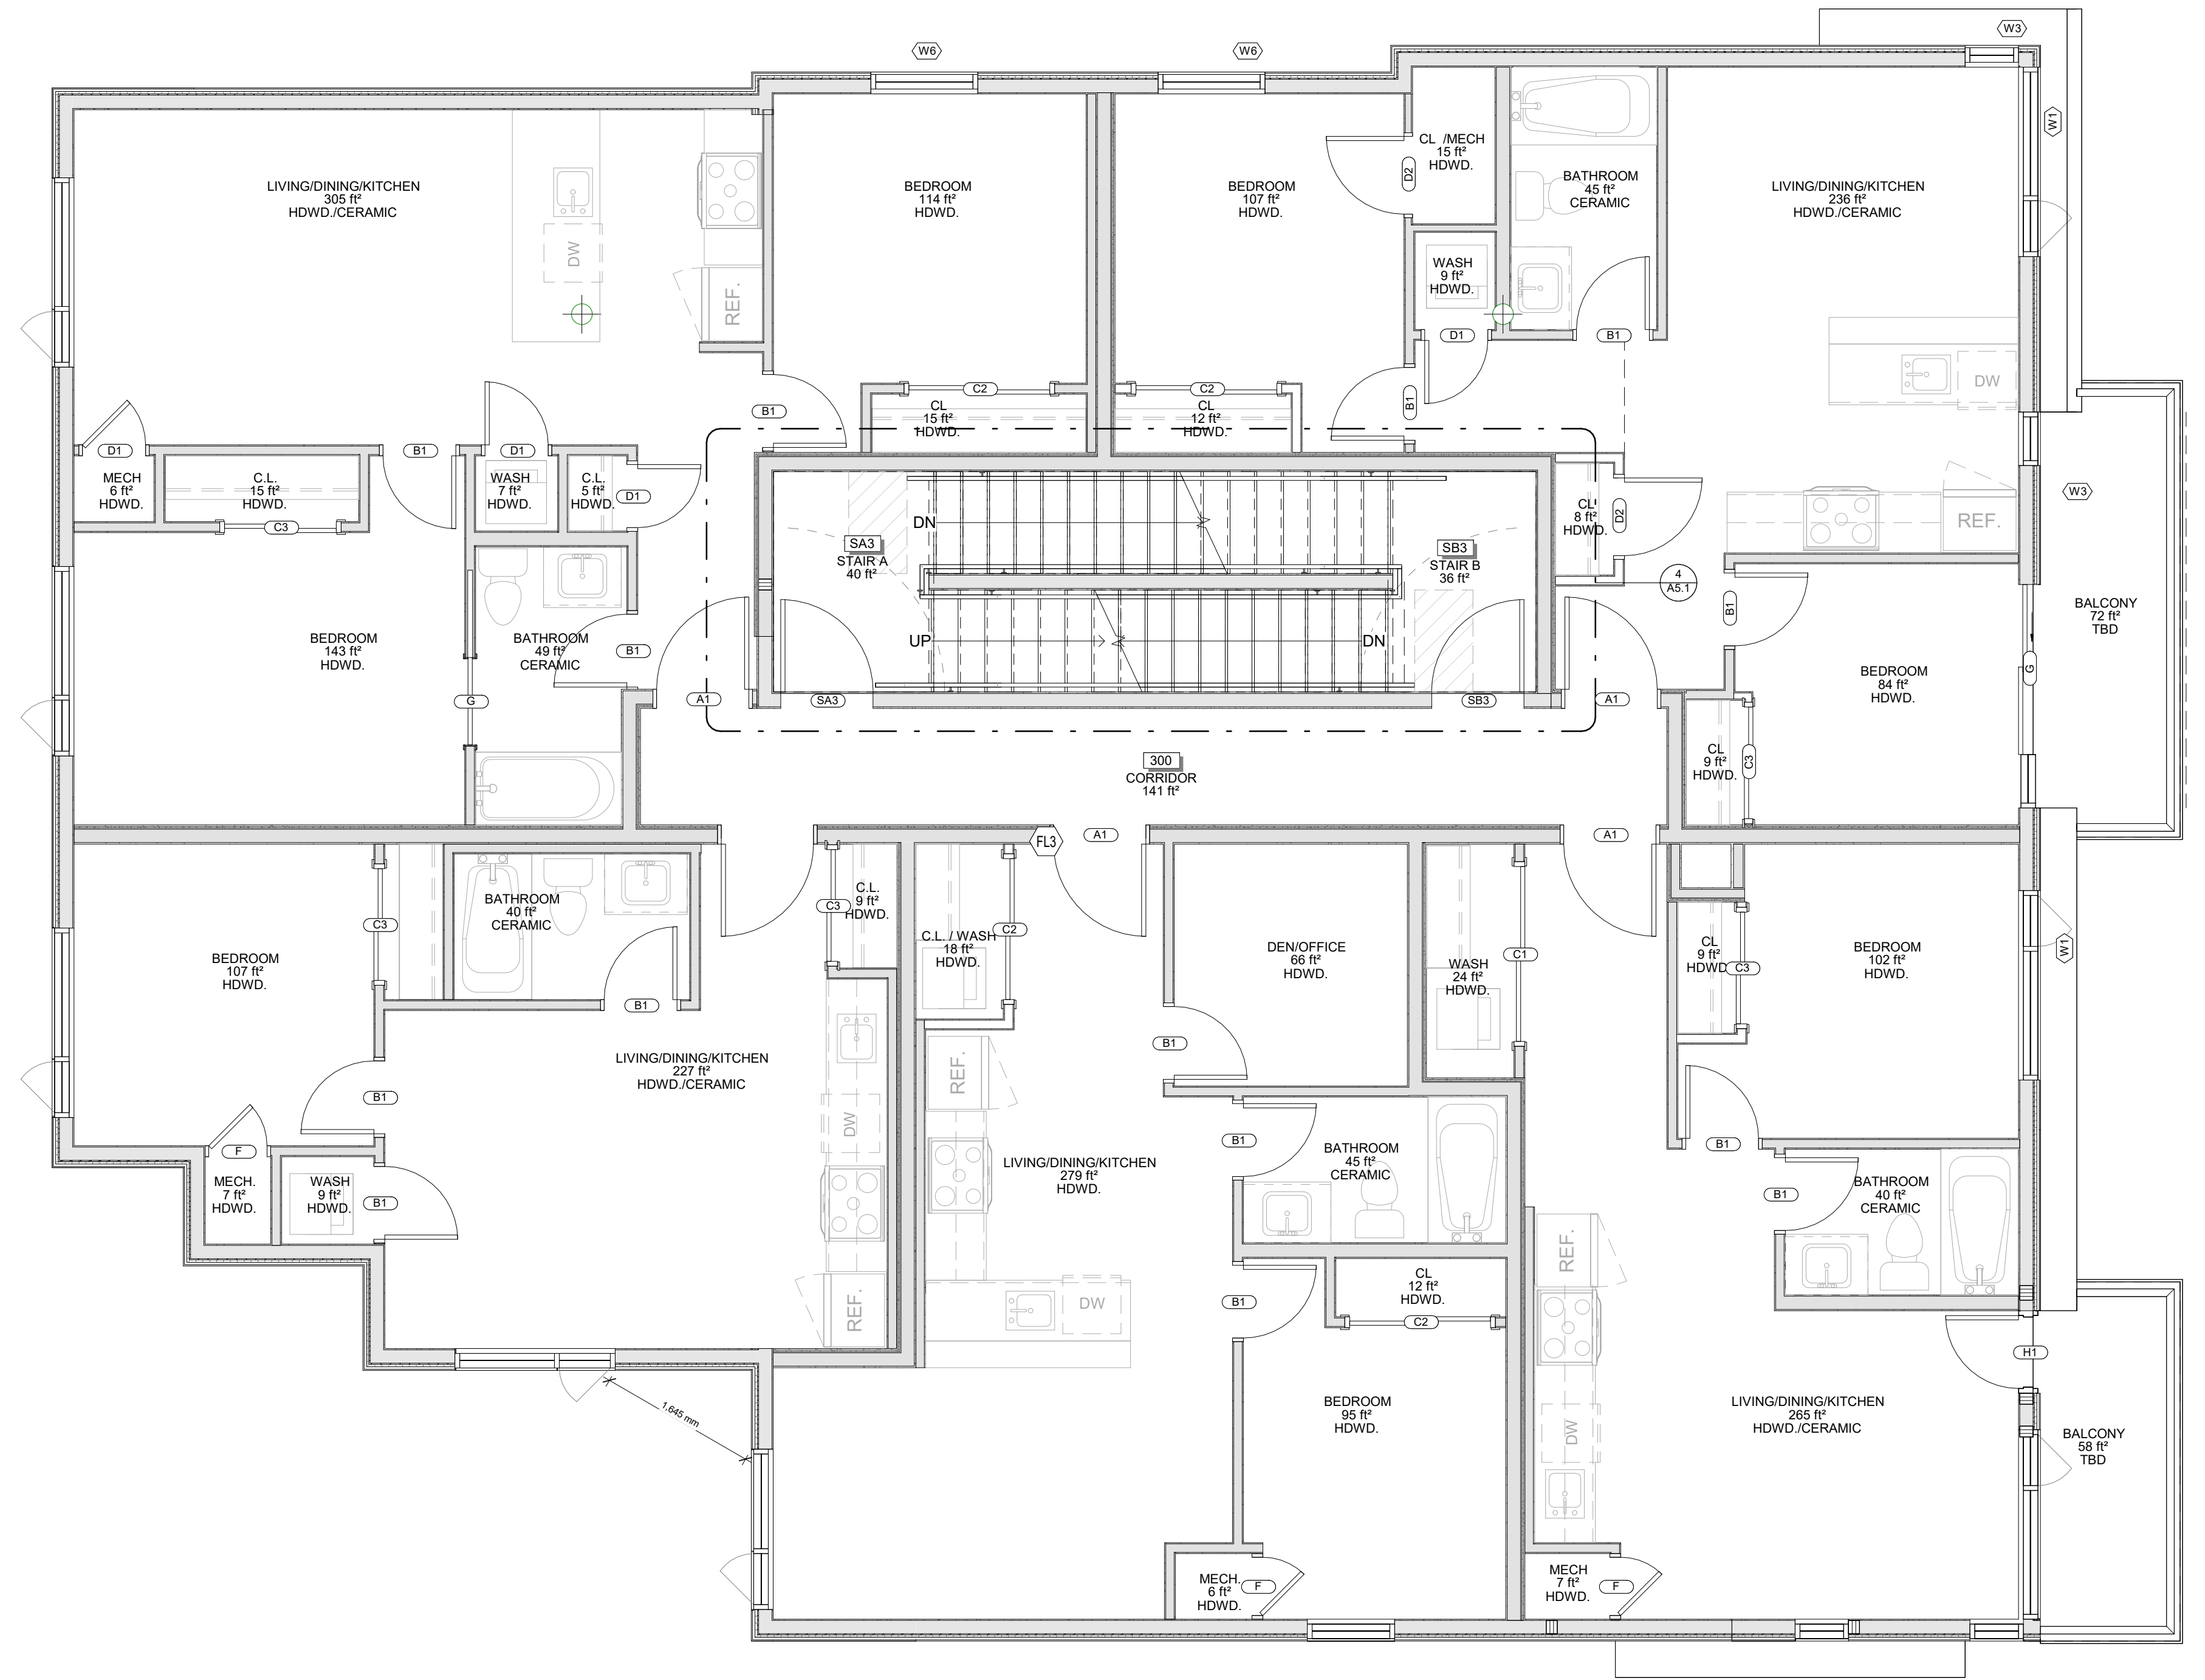 W6
W6
W3
W1
LIVING/DINING/KITCHEN
305 ft²
HDWD./CERAMIC
DW
REF.
BEDROOM
114 ft²
HDWD.
BEDROOM
107 ft²
HDWD.
D2
CL /MECH
15 ft²
HDWD.
BATHROOM
45 ft²
CERAMIC
LIVING/DINING/KITCHEN
236 ft²
HDWD./CERAMIC
WASH
9 ft²
HDWD.
D1
B1
DW
C2
C2
B1
B1
CL
15 ft²
HDWD.
CL
12 ft²
HDWD.
D1
B1
D1
MECH
6 ft²
HDWD.
C.L.
15 ft²
HDWD.
C3
WASH
7 ft²
HDWD.
C.L.
5 ft²
HDWD.
D1
DN
SA3
STAIR A
40 ft²
SB3
STAIR B
36 ft²
CL
8 ft²
HDWD.
D2
REF.
W3
4
A5.1
B1
BALCONY
72 ft²
TBD
BEDROOM
143 ft²
HDWD.
BATHROOM
49 ft²
CERAMIC
B1
UP
DN
G
BEDROOM
84 ft²
HDWD.
G
A1
SA3
SB3
A1
300
CORRIDOR
141 ft²
CL
9 ft²
HDWD.
C3
FL3
A1
A1
BEDROOM
107 ft²
HDWD.
C3
BATHROOM
40 ft²
CERAMIC
C.L.
9 ft²
HDWD.
C3
C.L. / WASH
18 ft²
HDWD.
C2
DEN/OFFICE
66 ft²
HDWD.
WASH
24 ft²
HDWD.
C1
CL
9 ft²
HDWD
C3
BEDROOM
102 ft²
HDWD.
W1
B1
LIVING/DINING/KITCHEN
227 ft²
HDWD./CERAMIC
REF.
B1
B1
DW
F
B1
B1
BATHROOM
45 ft²
CERAMIC
B1
LIVING/DINING/KITCHEN
279 ft²
HDWD.
MECH.
7 ft²
HDWD.
WASH
9 ft²
HDWD.
B1
BATHROOM
40 ft²
CERAMIC
REF.
REF.
DW
B1
CL
12 ft²
HDWD.
C2
H1
1,645 mm
BEDROOM
95 ft²
HDWD.
DW
LIVING/DINING/KITCHEN
265 ft²
HDWD./CERAMIC
BALCONY
58 ft²
TBD
MECH.
6 ft²
HDWD.
F
MECH
7 ft²
HDWD.
F